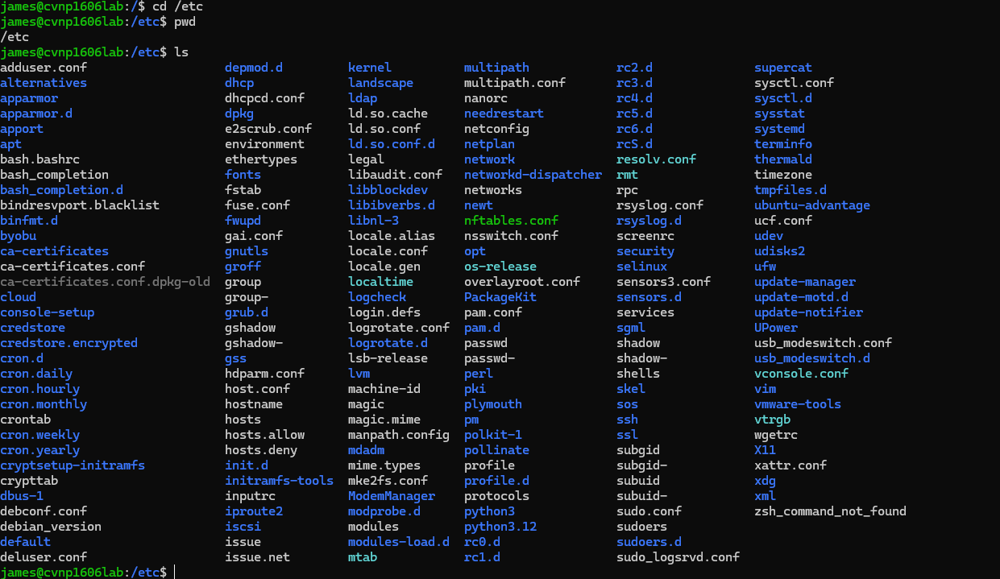 james@cvnp1606lab:/$ cd /etc
james@cvnp1606lab:/etc$ pwd
/etc
james@cvnp1606lab:/etc$ ls
adduser.conf depmod.d kernel multipath rc2.d supercat
alternatives dhcp landscape multipath.conf rc3.d sysctl.conf
apparmor dhcpcd.conf ldap nanorc rc4.d sysctl.d
apparmor.d dpkg ld.so.cache needrestart rc5.d sysstat
apport e2scrub.conf ld.so.conf netconfig rc6.d systemd
apt environment ld.so.conf.d netplan rcS.d terminfo
bash.bashrc ethertypes legal network resolv.conf thermald
bash_completion fonts libaudit.conf networkd-dispatcher rmt timezone
bash_completion.d fstab libblockdev networks rpc tmpfiles.d
bindresvport.blacklist fuse.conf libibverbs.d newt rsyslog.conf ubuntu-advantage
binfmt.d fwupd libnl-3 nftables.conf rsyslog.d ucf.conf
byobu gai.conf locale.alias nsswitch.conf screenrc udev
ca-certificates gnutls locale.conf opt security udisks2
ca-certificates.conf groff locale.gen os-release selinux ufw
ca-certificates.conf.dpkg-old group localtime overlayroot.conf sensors3.conf update-manager
cloud group- logcheck PackageKit sensors.d update-motd.d
console-setup grub.d login.defs pam.conf services update-notifier
credstore gshadow logrotate.conf pam.d sgml UPower
credstore.encrypted gshadow- logrotate.d passwd shadow usb_modeswitch.conf
cron.d gss lsb-release passwd- shadow- usb_modeswitch.d
cron.daily hdparm.conf lvm perl shells vconsole.conf
cron.hourly host.conf machine-id pki skel vim
cron.monthly hostname magic plymouth sos vmware-tools
crontab hosts magic.mime pm ssh vtrgb
cron.weekly hosts.allow manpath.config polkit-1 ssl wgetrc
cron.yearly hosts.deny mdadm pollinate subgid X11
cryptsetup-initramfs init.d mime.types profile subgid- xattr.conf
crypttab initramfs-tools mke2fs.conf profile.d subuid xdg
dbus-1 inputrc ModemManager protocols subuid- xml
debconf.conf iproute2 modprobe.d python3 sudo.conf zsh_command_not_found
debian_version iscsi modules python3.12 sudoers
default issue modules-load.d rc0.d sudoers.d
deluser.conf issue.net mtab rc1.d sudo_logsrvd.conf
james@cvnp1606lab:/etc$